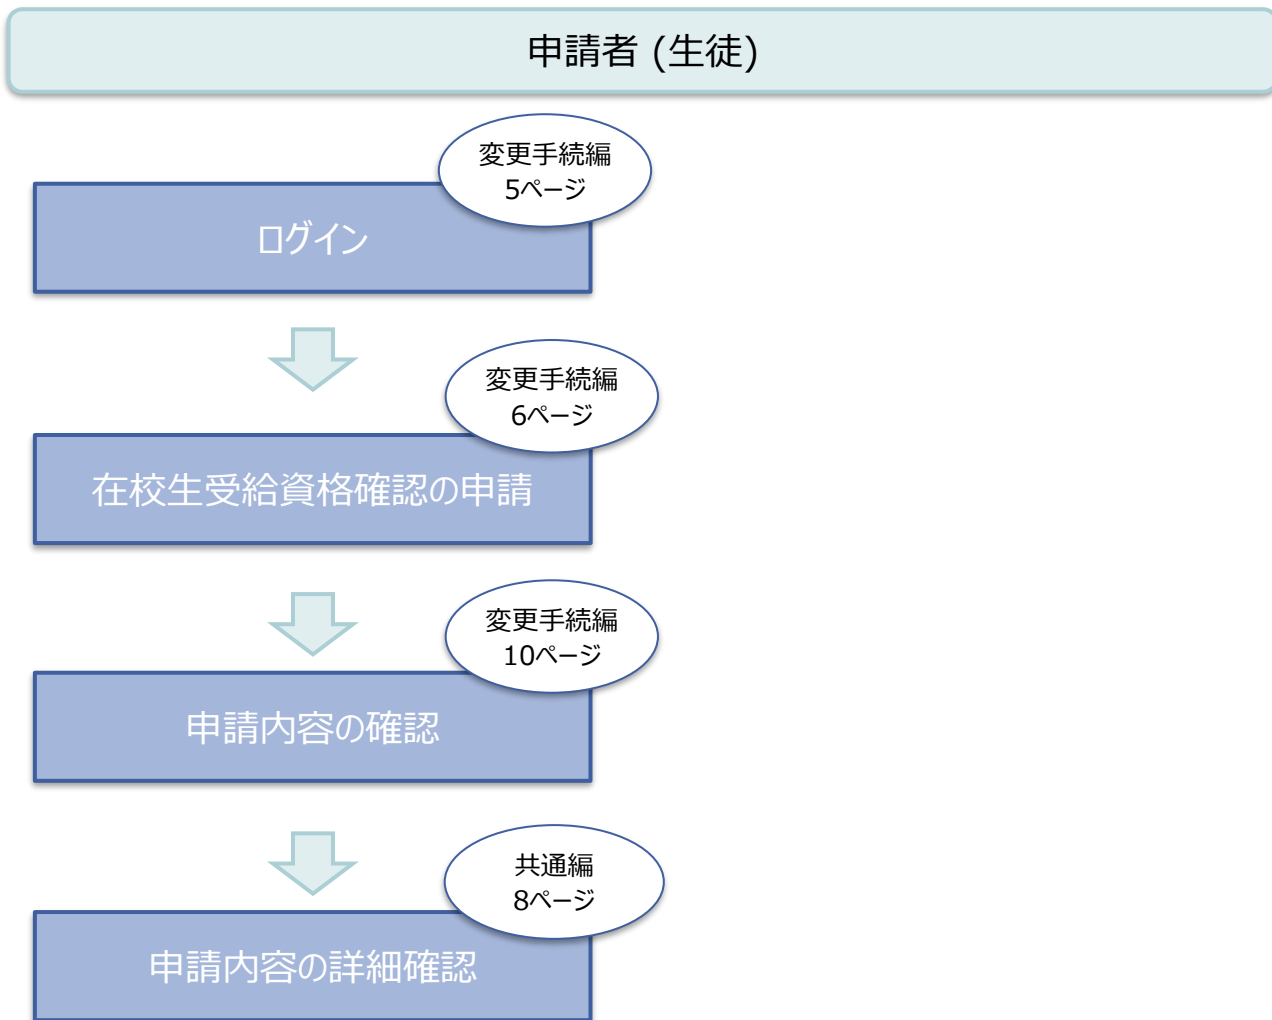 申請者 (生徒)
変更手続編
5ページ
ログイン
変更手続編
6ページ
在校生受給資格確認の申請
変更手続編
10ページ
申請内容の確認
共通編
8ページ
申請内容の詳細確認